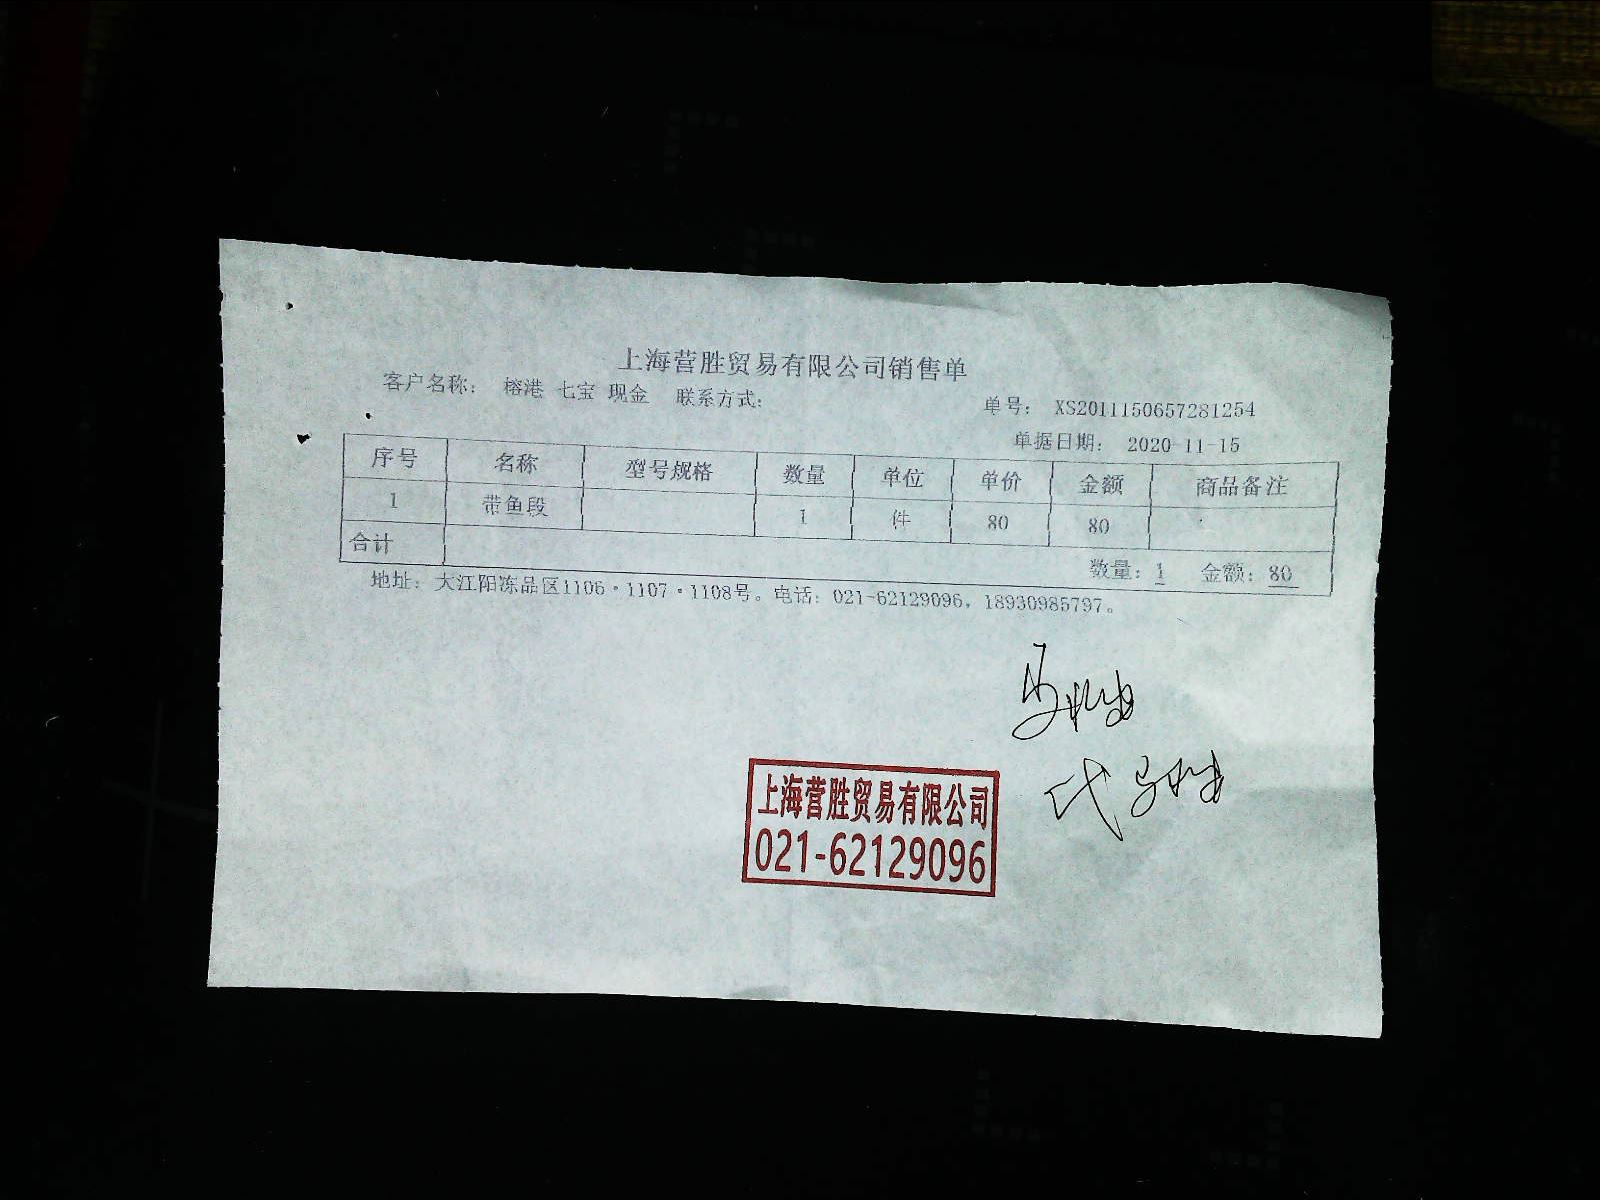 上海营胜贸易有限公司销售单
客户名称: 榕港 七宝 现金 联系方式:
单号: XS2011150657281254
单据日期: 2020-11-15
序号 名称 型号规格 数量 单位 单价 金额 商品备注
1 带鱼段 1 件 80 80
合计 数量: 1 金额: 80
地址: 大江阳冻品区1106·1107·1108号。电话: 021-62129096, 18930985797。
代
上海营胜贸易有限公司
021-62129096